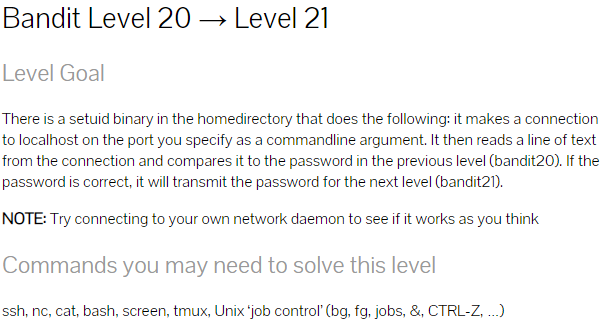 Bandit Level 20 → Level 21
Level Goal
There is a setuid binary in the homedirectory that does the following: it makes a connection
to localhost on the port you specify as a commandline argument. It then reads a line of text
from the connection and compares it to the password in the previous level (bandit20). If the
password is correct, it will transmit the password for the next level (bandit21).
NOTE: Try connecting to your own network daemon to see if it works as you think
Commands you may need to solve this level
ssh, nc, cat, bash, screen, tmux, Unix ‘job control’ (bg, fg, jobs, &, CTRL-Z, …)